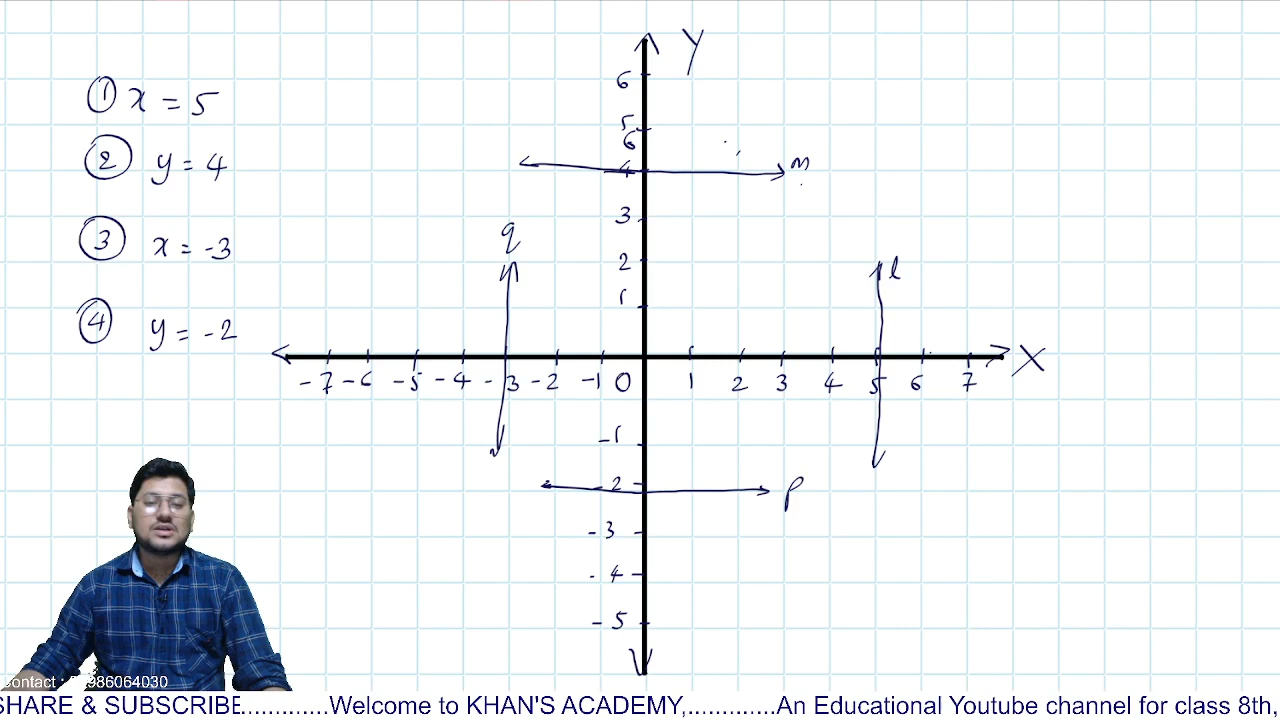 ① x = 5
② y = 4
③ x = -3
④ y = -2
Y
6
5
6
4
m
3
q
2
l
1
-7 -6 -5 -4 -3 -2 -1 0 1 2 3 4 5 6 7 X
-1
-2
p
-3
-4
-5
SHARE & SUBSCRIBE.............Welcome to KHAN'S ACADEMY,.............An Educational Youtube channel for class 8th,